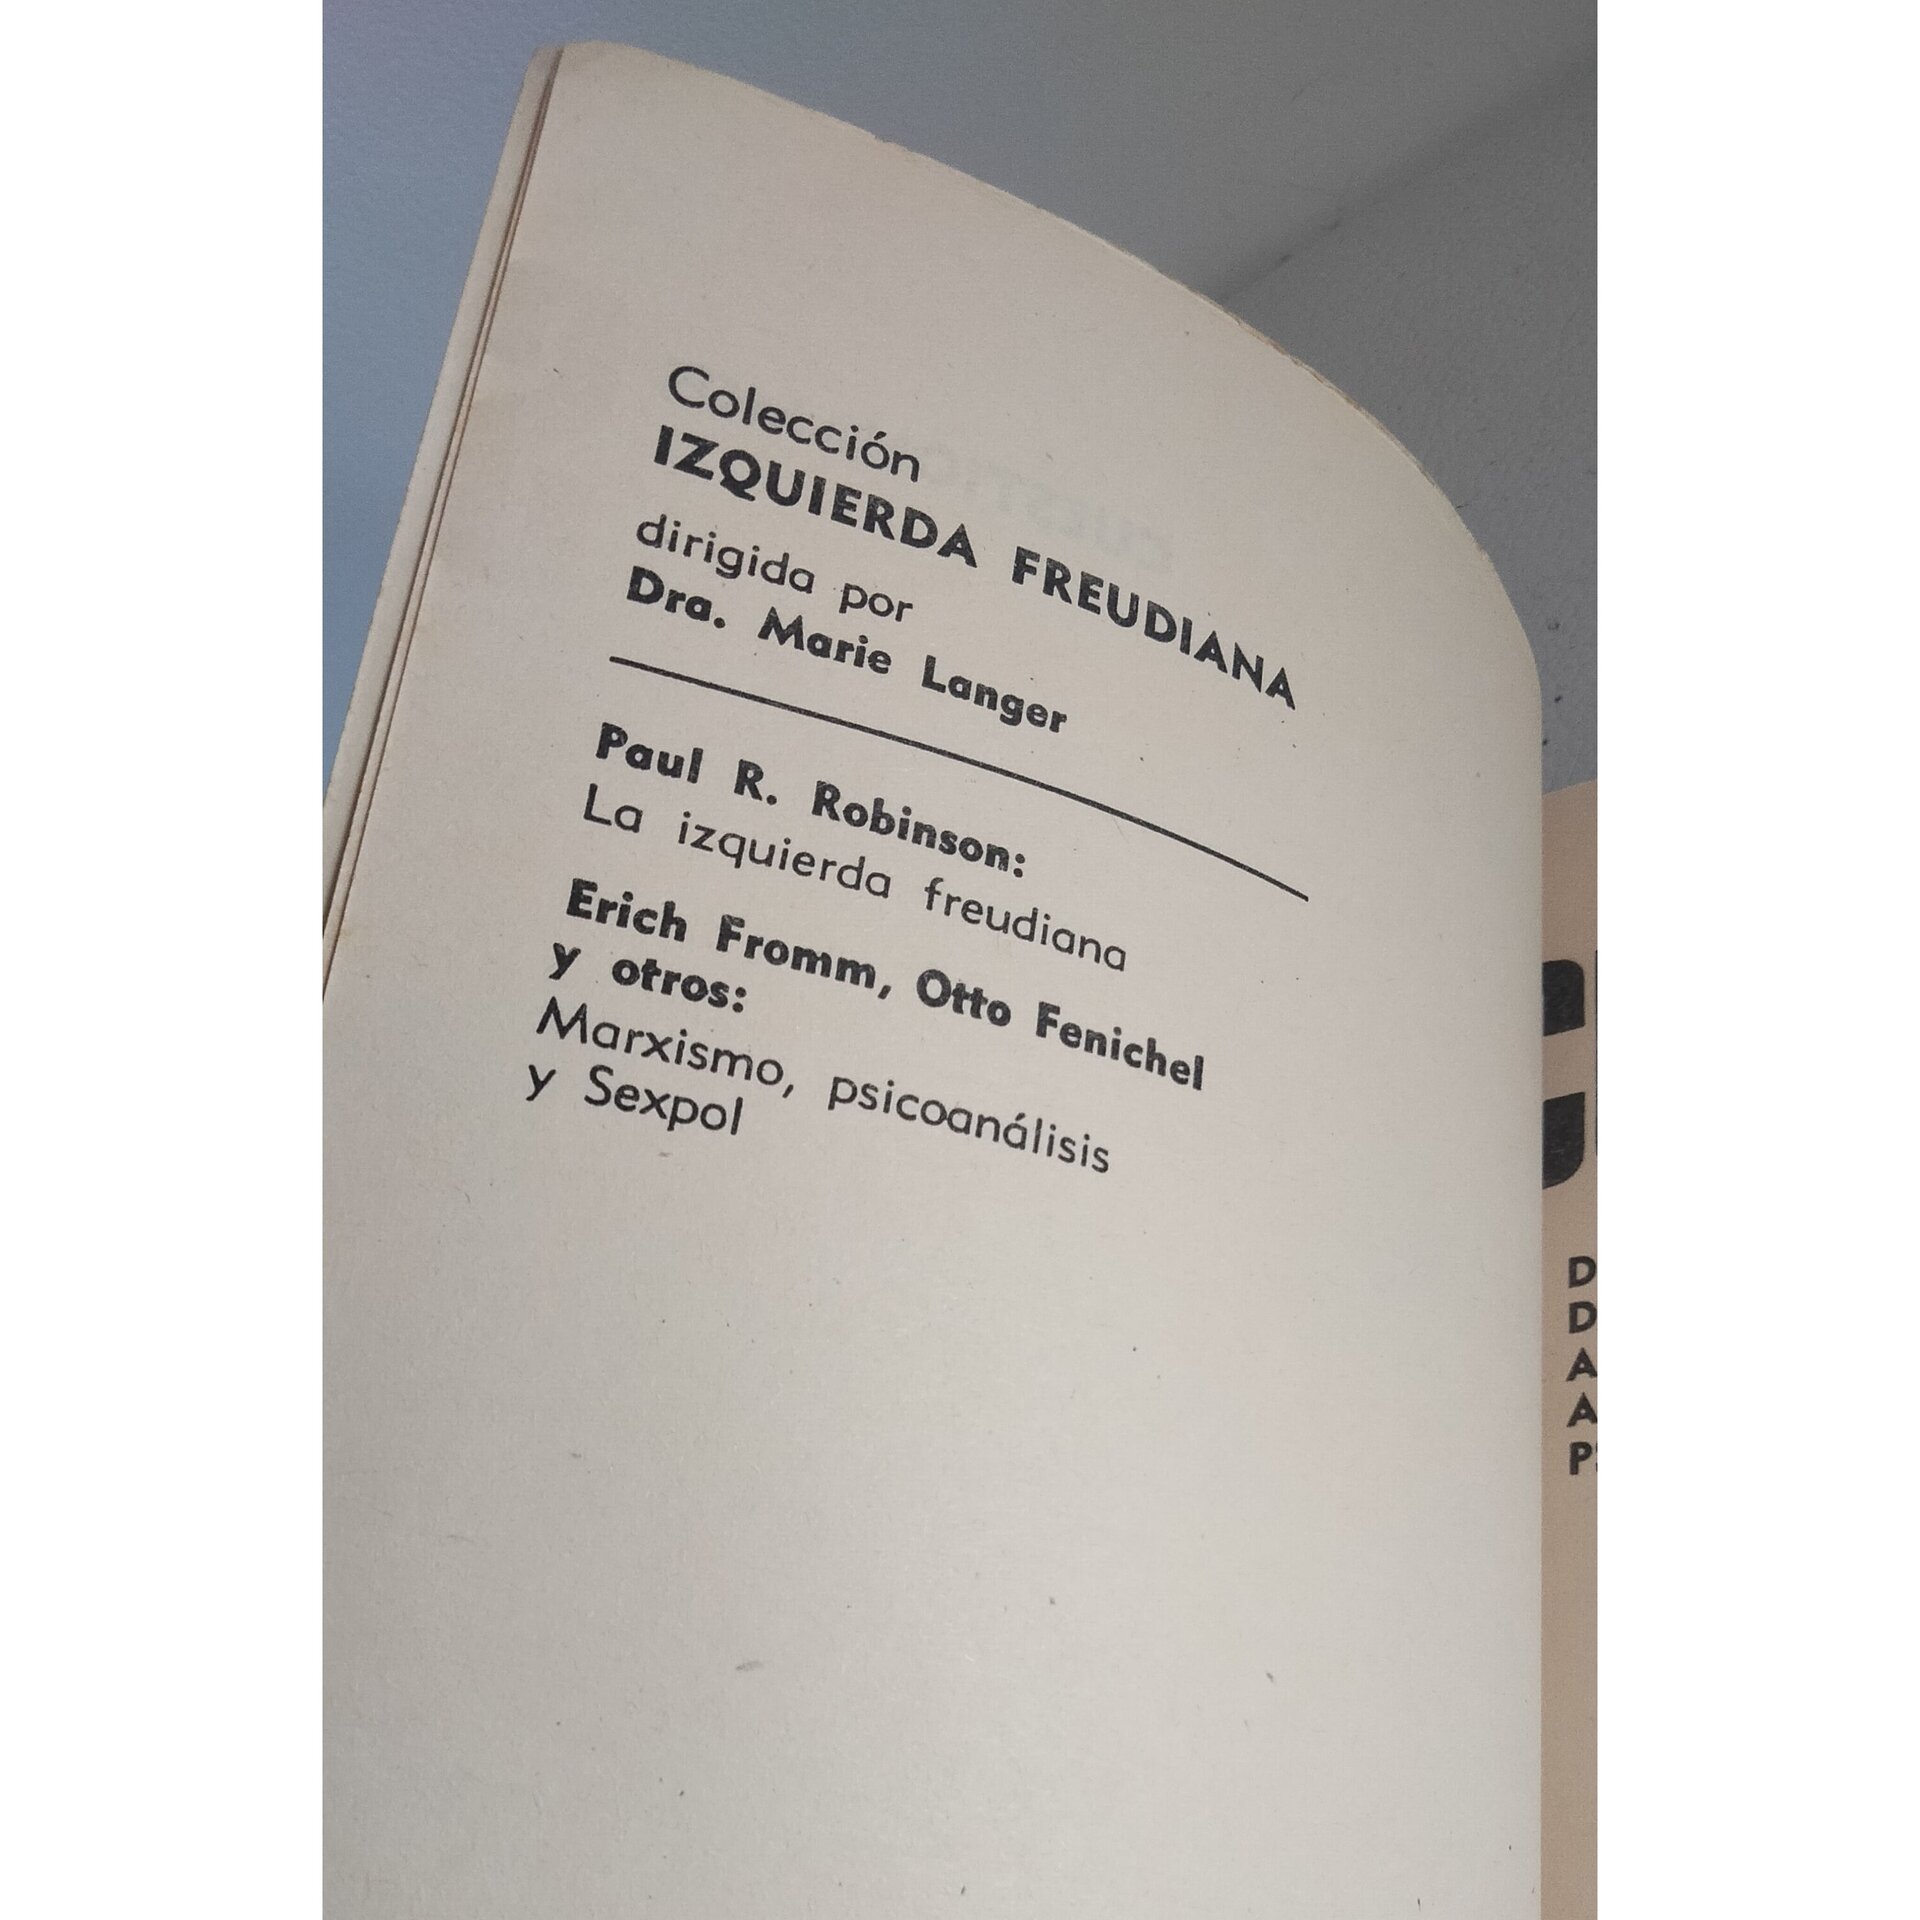 Colección
IZQUIERDA FREUDIANA
dirigida por
Dra. Marie Langer
Paul R. Robinson:
La izquierda freudiana
Erich Fromm, Otto Fenichel
y otros:
Marxismo, psicoanálisis
y Sexpol
D
D
A
A